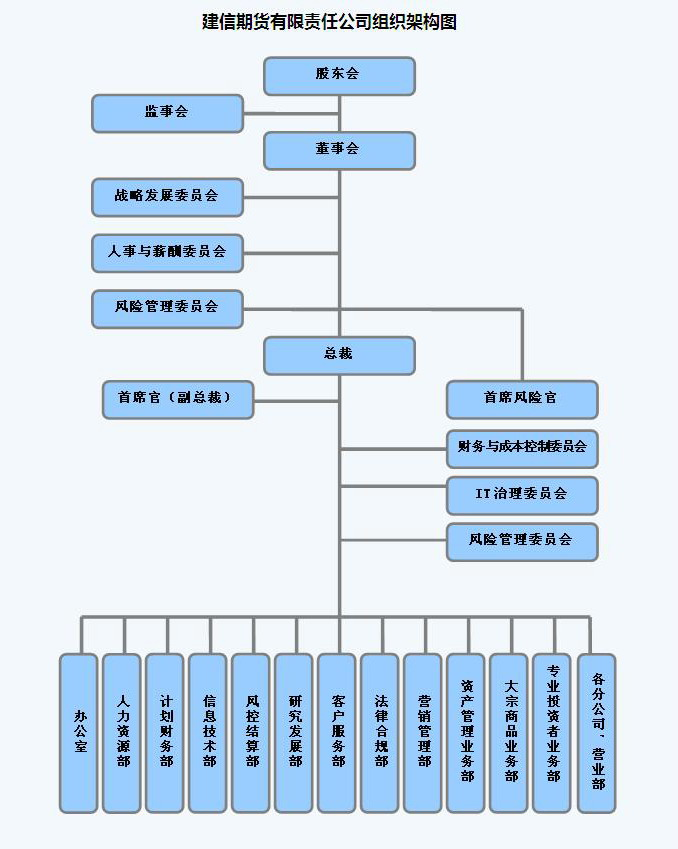 建信期货有限责任公司组织架构图
股东会
监事会
董事会
战略发展委员会
人事与薪酬委员会
风险管理委员会
总裁
首席官（副总裁）
首席风险官
财务与成本控制委员会
IT治理委员会
风险管理委员会
办公室
人力资源部
计划财务部
信息技术部
风控结算部
研究发展部
客户服务部
法律合规部
营销管理部
资产管理业务部
大宗商品业务部
专业投资者业务部
各分公司、营业部